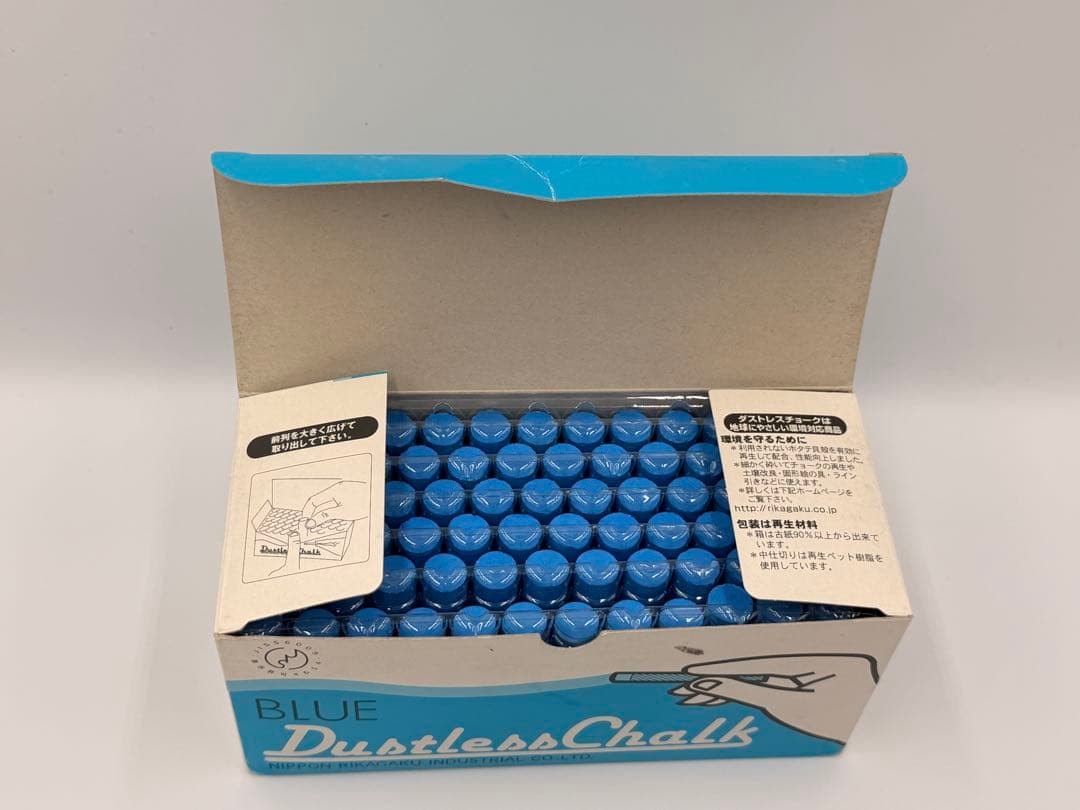 前列を大きく広げて
取り出して下さい。
DustlessChalk
ダストレスチョークは
地球にやさしい環境対応商品
環境を守るために
*利用されないホタテ貝殻を有効に
再生して配合、性能向上しました。
*細かく砕いてチョークの再生や
土壌改良・固形絵の具・ライン
引きなどに使えます。
*詳しくは下記ホームページを
ご覧下さい。
http://rikagaku.co.jp
包装は再生材料
*箱は古紙90%以上から出来て
います。
*中仕切りは再生ペット樹脂を
使用しています。
BLUE
DustlessChalk
NIPPON RIKAGAKU INDUSTRIAL CO.,LTD.